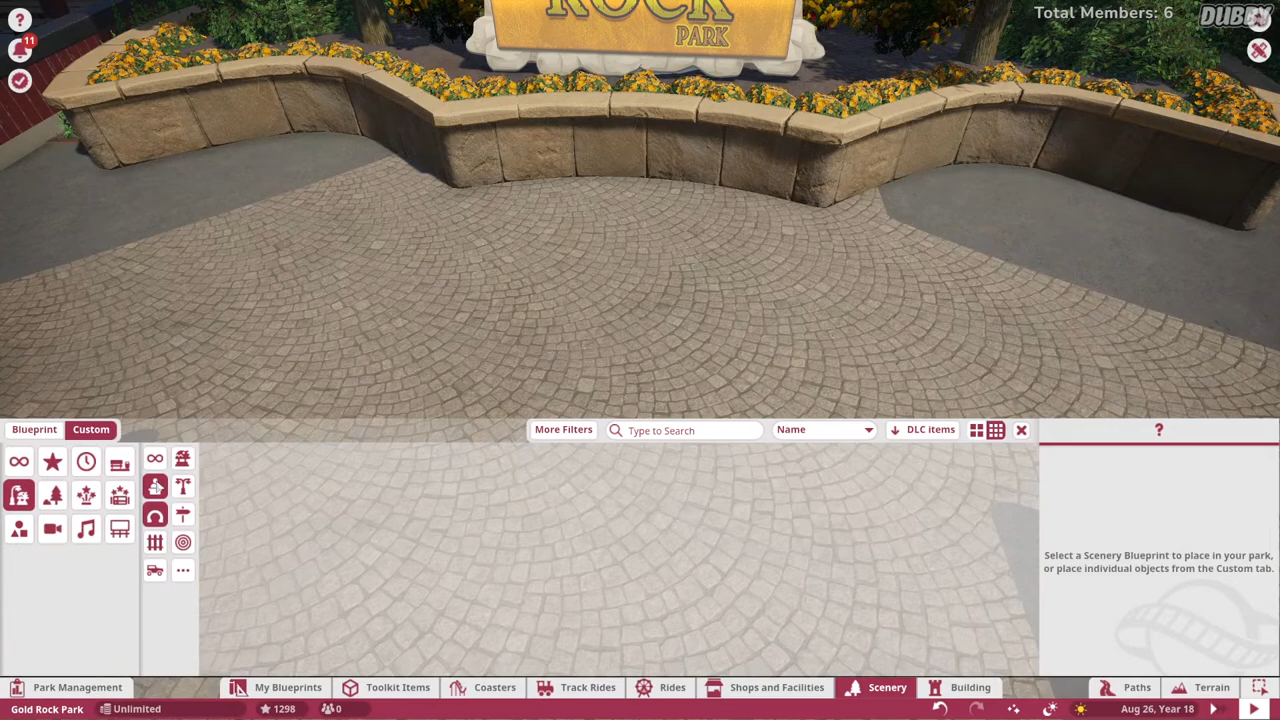 ROCK
PARK
Total Members: 6
DUBBY
?
11
Blueprint
Custom
More Filters
Type to Search
Name
DLC items
?
Select a Scenery Blueprint to place in your park,
or place individual objects from the Custom tab.
Park Management
My Blueprints
Toolkit Items
Coasters
Track Rides
Rides
Shops and Facilities
Scenery
Building
Paths
Terrain
Gold Rock Park
Unlimited
1298
0
Aug 26, Year 18